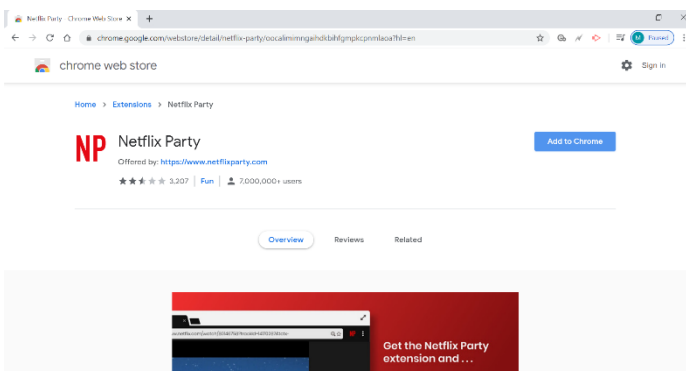 Netflix Party - Chrome Web Store
chrome.google.com/webstore/detail/netflix-party/oocalimimngaihdkbihfgmpkcpnmlaoa?hl=en
Paused
chrome web store
Sign in
Home > Extensions > Netflix Party
NP
Netflix Party
Add to Chrome
Offered by: https://www.netflixparty.com
3,207 | Fun | 7,000,000+ users
Overview
Reviews
Related
Get the Netflix Party
extension and ...